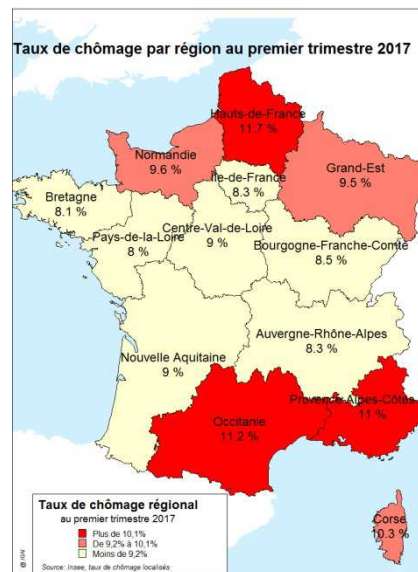 Taux de chômage par région au premier trimestre 2017
Hauts-de-France
11.7 %
Normandie
9.6 %
Ile-de-France
8.3 %
Grand-Est
9.5 %
Bretagne
8.1 %
Pays-de-la-Loire
8 %
Centre-Val-de-Loire
9 %
Bourgogne-Franche-Comté
8.5 %
Nouvelle Aquitaine
9 %
Auvergne-Rhône-Alpes
8.3 %
Occitanie
11.2 %
Provence-Alpes-Côtes
11 %
Corse
10.3 %
Taux de chômage régional
au premier trimestre 2017
Plus de 10,1%
De 9,2% à 10,1%
Moins de 9,2%
Source: Insee, taux de chômage localisés
@ IGN